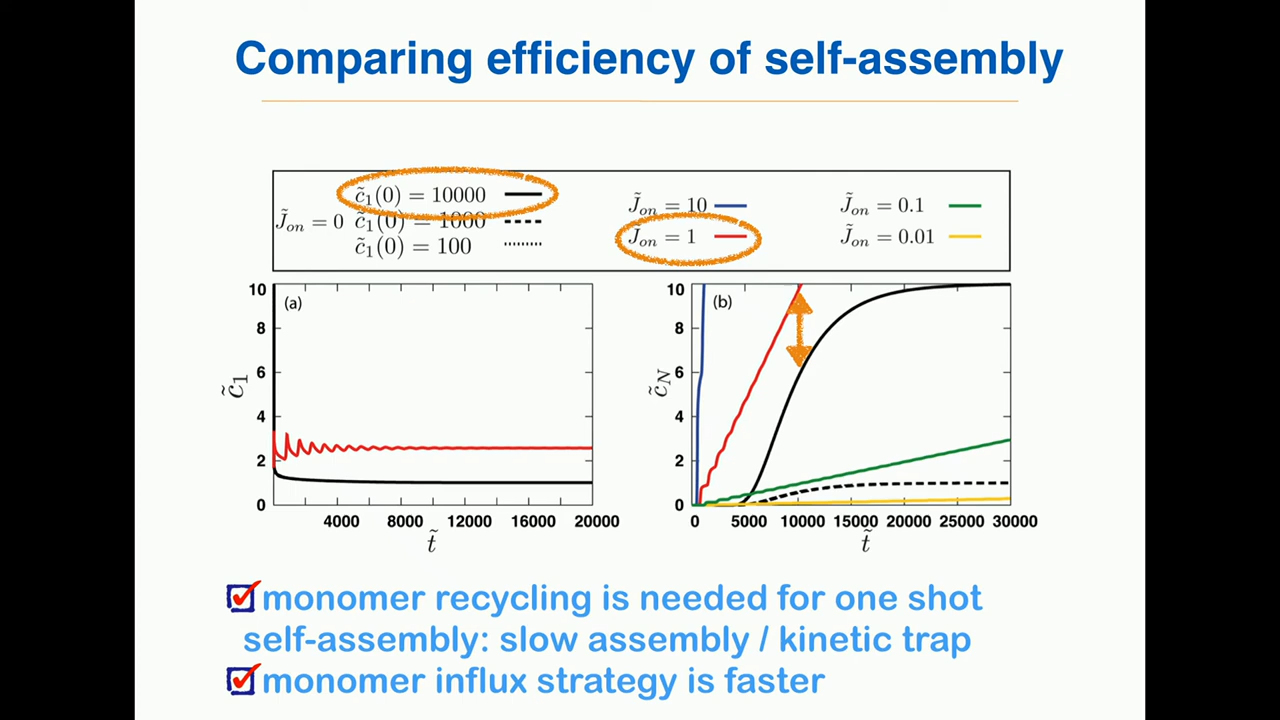 Comparing efficiency of self-assembly
J̃on = 0
c̃1(0) = 10000
c̃1(0) = 1000
c̃1(0) = 100
J̃on = 10
J̃on = 1
J̃on = 0.1
J̃on = 0.01
(a)
10
8
6
4
2
0
c̃1
4000 8000 12000 16000 20000
t̃
(b)
10
8
6
4
2
0
c̃N
0 5000 10000 15000 20000 25000 30000
t̃
monomer recycling is needed for one shot
self-assembly: slow assembly / kinetic trap
monomer influx strategy is faster